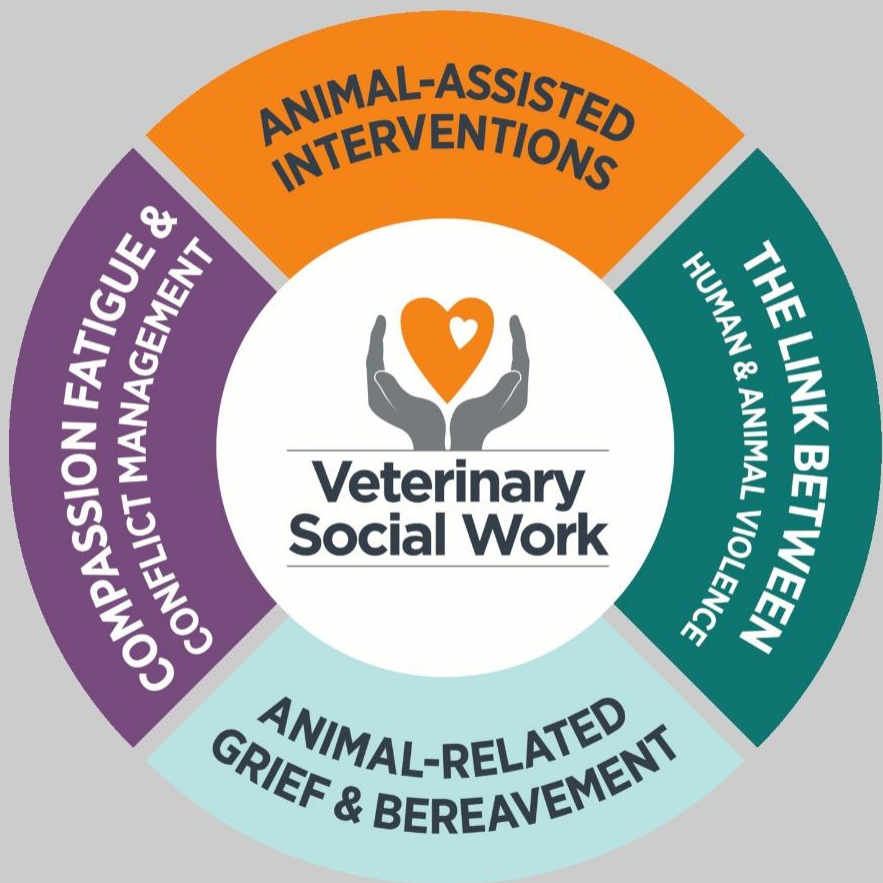 ANIMAL-ASSISTED
INTERVENTIONS
THE LINK BETWEEN
HUMAN & ANIMAL VIOLENCE
ANIMAL-RELATED
GRIEF & BEREAVEMENT
COMPASSION FATIGUE &
CONFLICT MANAGEMENT
Veterinary
Social Work